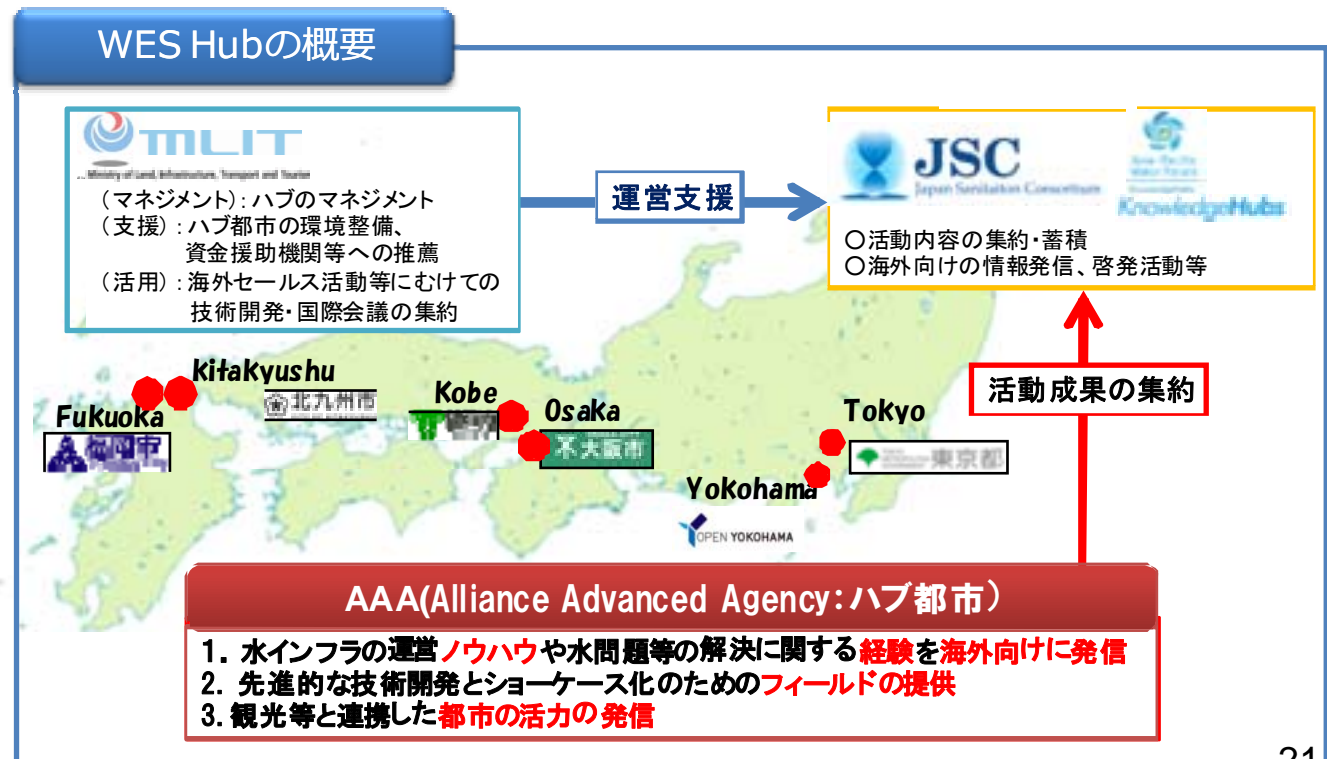 WES Hubの概要
MLIT
Ministry of Land, Infrastructure, Transport and Tourism
（マネジメント）：ハブのマネジメント
（支援）：ハブ都市の環境整備、
資金援助機関等への推薦
（活用）：海外セールス活動等にむけての
技術開発・国際会議の集約
運営支援
JSC
Japan Sanitation Consortium
KnowledgeHubs
〇活動内容の集約・蓄積
〇海外向けの情報発信、啓発活動等
活動成果の集約
Kitakyushu
北九州市
Fukuoka
福岡市
Kobe
Osaka
大阪市
Tokyo
東京都
Yokohama
OPEN YOKOHAMA
AAA(Alliance Advanced Agency：ハブ都市）
1. 水インフラの運営ノウハウや水問題等の解決に関する経験を海外向けに発信
2. 先進的な技術開発とショーケース化のためのフィールドの提供
3. 観光等と連携した都市の活力の発信
21